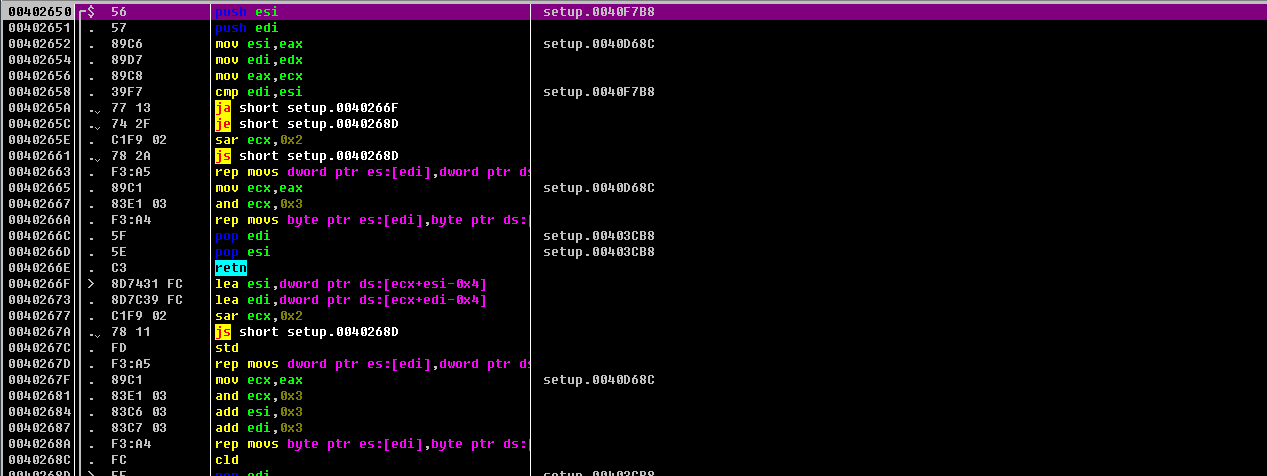 00402650 $ 56 push esi setup.0040F7B8
00402651 . 57 push edi
00402652 . 89C6 mov esi,eax setup.0040D68C
00402654 . 89D7 mov edi,edx
00402656 . 89C8 mov eax,ecx
00402658 . 39F7 cmp edi,esi setup.0040F7B8
0040265A . 77 13 ja short setup.0040266F
0040265C . 74 2F je short setup.0040268D
0040265E . C1F9 02 sar ecx,0x2
00402661 . 78 2A js short setup.0040268D
00402663 . F3:A5 rep movs dword ptr es:[edi],dword ptr ds
00402665 . 89C1 mov ecx,eax setup.0040D68C
00402667 . 83E1 03 and ecx,0x3
0040266A . F3:A4 rep movs byte ptr es:[edi],byte ptr ds:[
0040266C . 5F pop edi setup.00403CB8
0040266D . 5E pop esi setup.00403CB8
0040266E . C3 retn
0040266F > 8D7431 FC lea esi,dword ptr ds:[ecx+esi-0x4]
00402673 . 8D7C39 FC lea edi,dword ptr ds:[ecx+edi-0x4]
00402677 . C1F9 02 sar ecx,0x2
0040267A . 78 11 js short setup.0040268D
0040267C . FD std
0040267D . F3:A5 rep movs dword ptr es:[edi],dword ptr ds
0040267F . 89C1 mov ecx,eax setup.0040D68C
00402681 . 83E1 03 and ecx,0x3
00402684 . 83C6 03 add esi,0x3
00402687 . 83C7 03 add edi,0x3
0040268A . F3:A4 rep movs byte ptr es:[edi],byte ptr ds:[
0040268C . FC cld
0040268D > 5F pop edi setup.00403CB8